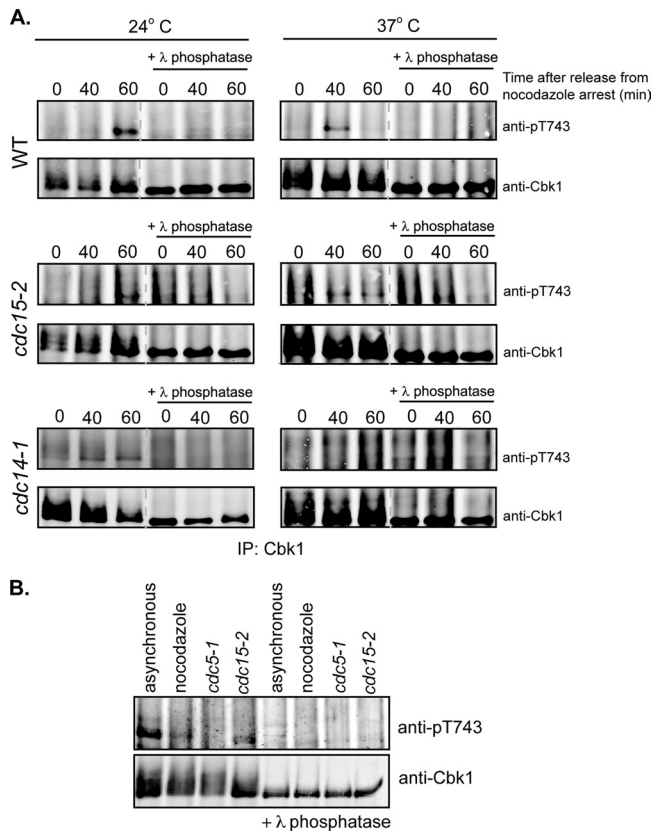 A.
24° C
37° C
+ λ phosphatase
+ λ phosphatase
0 40 60 0 40 60
0 40 60 0 40 60
Time after release from
nocodazole arrest (min)
WT
anti-pT743
anti-Cbk1
+ λ phosphatase
+ λ phosphatase
0 40 60 0 40 60
0 40 60 0 40 60
cdc15-2
anti-pT743
anti-Cbk1
+ λ phosphatase
+ λ phosphatase
0 40 60 0 40 60
0 40 60 0 40 60
cdc14-1
anti-pT743
anti-Cbk1
IP: Cbk1
B.
asynchronous
nocodazole
cdc5-1
cdc15-2
asynchronous
nocodazole
cdc5-1
cdc15-2
anti-pT743
anti-Cbk1
+ λ phosphatase